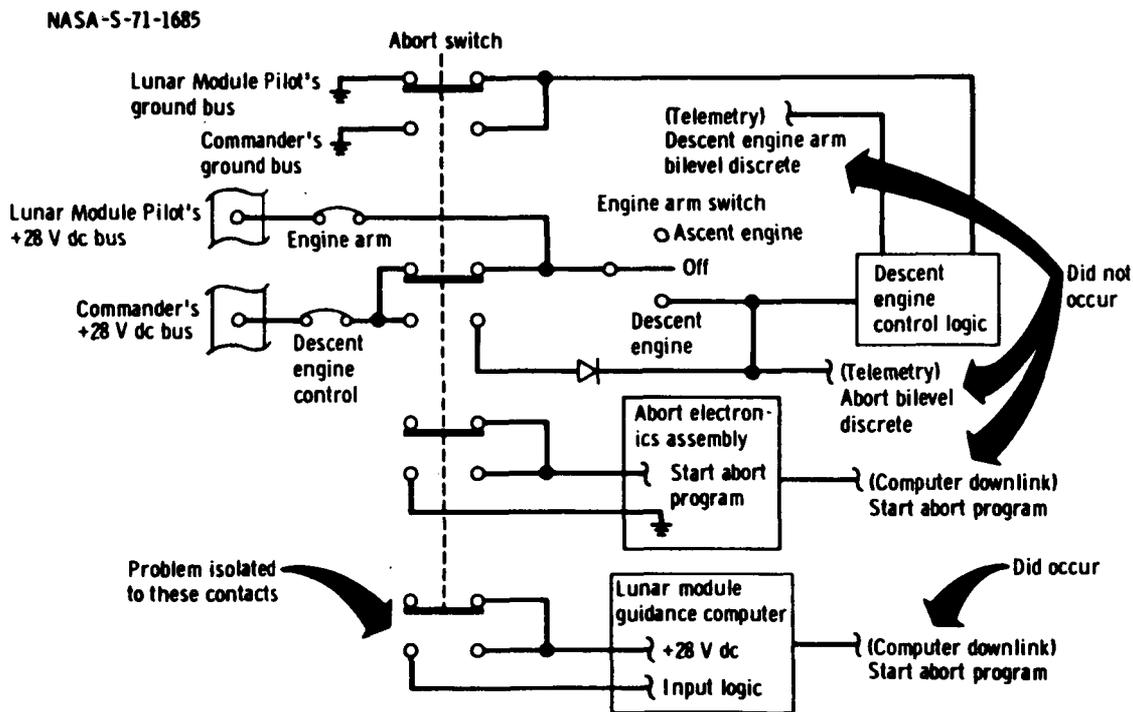 NASA-S-71-1685
Abort switch
Lunar Module Pilot's
ground bus
Commander's
ground bus
(Telemetry)
Descent engine arm
bilevel discrete
Lunar Module Pilot's
+28 V dc bus
Engine arm
Engine arm switch
Ascent engine
Off
Commander's
+28 V dc bus
Descent
engine
control
Descent
engine
Descent
engine
control logic
Did not
occur
(Telemetry)
Abort bilevel
discrete
Abort electron-
ics assembly
Start abort
program
(Computer downlink)
Start abort program
Problem isolated
to these contacts
Lunar module
guidance computer
+28 V dc
Input logic
Did occur
(Computer downlink)
Start abort program